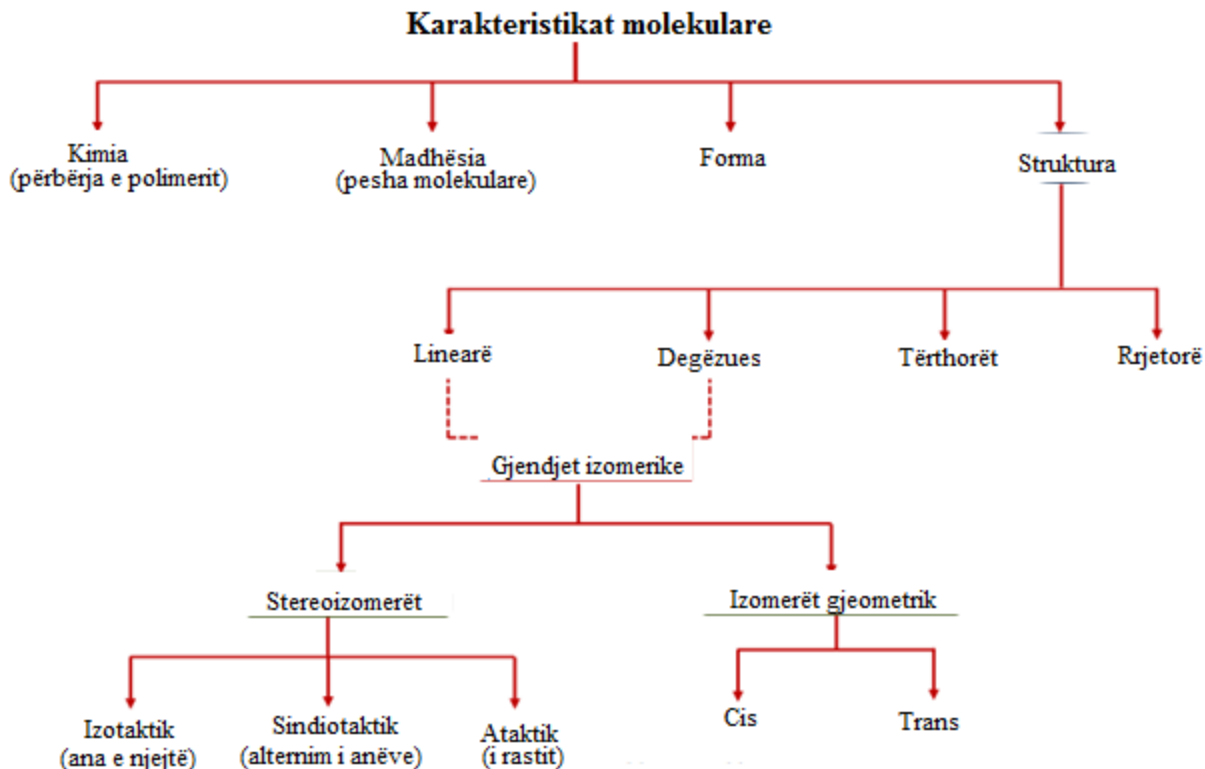 Karakteristikat molekulare
Kimia
(përbërja e polimerit)
Madhësia
(pesha molekulare)
Forma
Struktura
Linearë
Degëzues
Tërthorët
Rrjetorë
Gjendjet izomerike
Stereoizomerët
Izomerët gjeometrik
Izotaktik
(ana e njejtë)
Sindiotaktik
(alternim i anëve)
Ataktik
(i rastit)
Cis
Trans